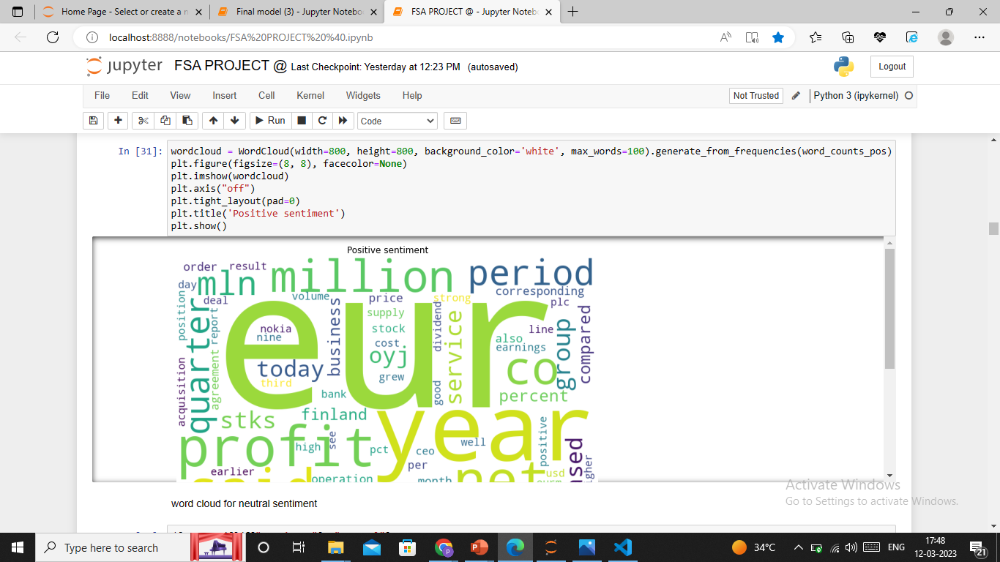 Home Page - Select or create a n
Final model (3) - Jupyter Notebo
FSA PROJECT @ - Jupyter Noteb
localhost:8888/notebooks/FSA%20PROJECT%20%40.ipynb
jupyter FSA PROJECT @ Last Checkpoint: Yesterday at 12:23 PM (autosaved)
Logout
File Edit View Insert Cell Kernel Widgets Help
Not Trusted Python 3 (ipykernel)
Run Code
In [31]:
wordcloud = WordCloud(width=800, height=800, background_color='white', max_words=100).generate_from_frequencies(word_counts_pos)
plt.figure(figsize=(8, 8), facecolor=None)
plt.imshow(wordcloud)
plt.axis("off")
plt.tight_layout(pad=0)
plt.title('Positive sentiment')
plt.show()
Positive sentiment
order result
million
period
day
mln
corresponding
position
deal
volume
price
strong
plc
quarter
report
nokia
nine
business
supply
stock
cost
dividend
service
also
earnings
line
group
compared
eur
today
third
oyj
grew
good
co
acquisition
agreement
bank
percent
stks
finland
year
profit
high
see
pct
ceo
well
positive
per
earlier
said
operation
month
net
usd
eurm
word cloud for neutral sentiment
Activate Windows
Go to Settings to activate Windows.
Type here to search
34°C
ENG
17:48
12-03-2023
21